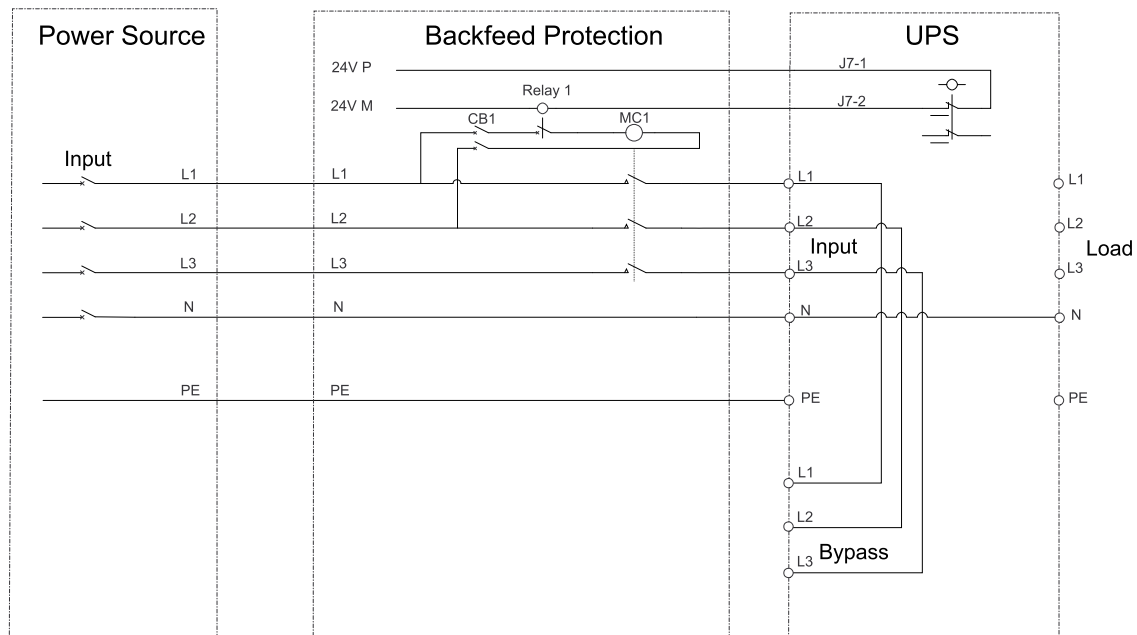 Power Source
Backfeed Protection
UPS
24V P
J7-1
Relay 1
24V M
J7-2
CB1
MC1
Input
L1
L1
L1
L1
L2
L2
L2
L2
Input
Load
L3
L3
L3
L3
N
N
N
N
PE
PE
PE
PE
L1
L2
Bypass
L3